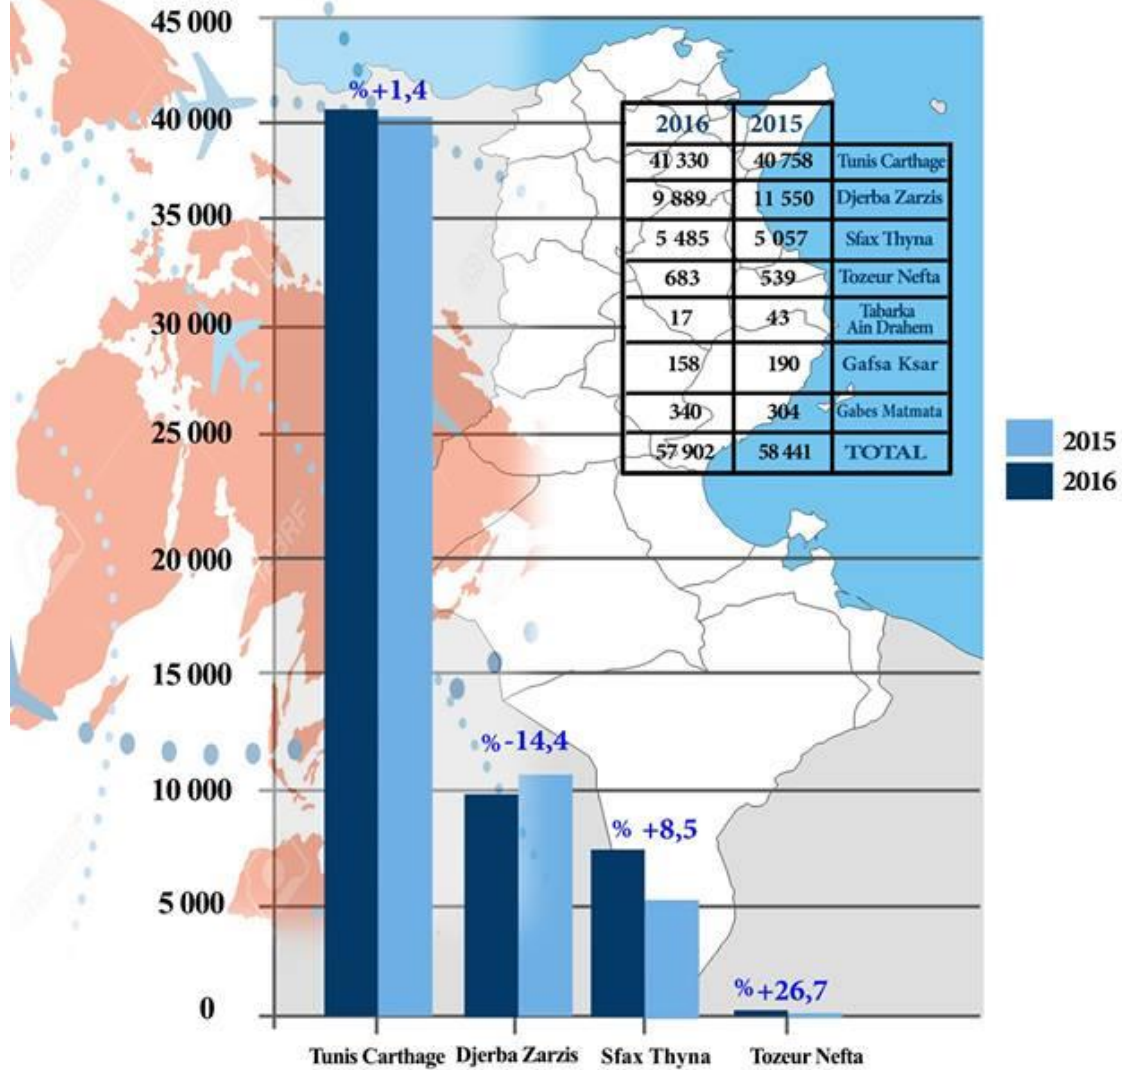 45 000
40 000
35 000
30 000
25 000
20 000
15 000
10 000
5 000
0
% +1,4
% -14,4
% +8,5
% +26,7
2016 2015
41 330 40 758 Tunis Carthage
9 889 11 550 Djerba Zarzis
5 485 5 057 Sfax Thyna
683 539 Tozeur Nefta
17 43 Tabarka
Ain Drahem
158 190 Gafsa Ksar
340 304 Gabes Matmata
57 902 58 441 TOTAL
2015
2016
Tunis Carthage Djerba Zarzis Sfax Thyna Tozeur Nefta